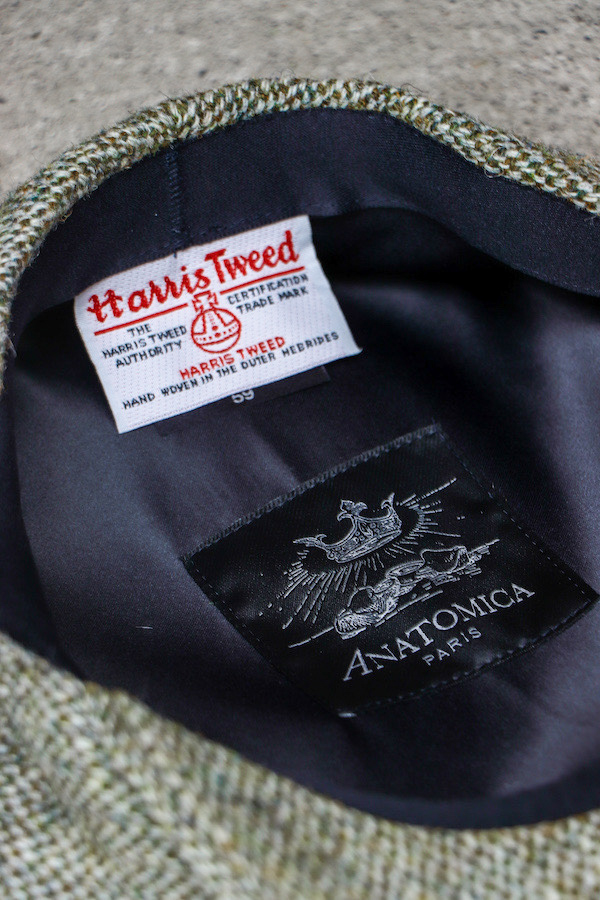 Harris Tweed
THE
HARRIS TWEED
AUTHORITY
CERTIFICATION
TRADE MARK
HARRIS TWEED
HAND WOVEN IN THE OUTER HEBRIDES
59
ANATOMICA
PARIS